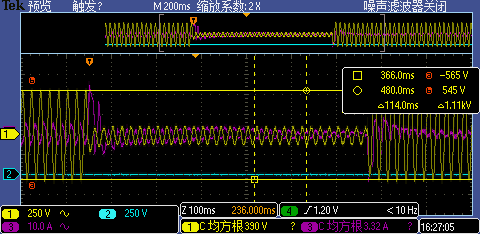 Tek 预览 触发? M 200ms 缩放系数: 2 X 噪声滤波器关闭
366.0ms -565 V
480.0ms 545 V
△114.0ms △1.11kV
1
2
1 250 V 2 250 V Z 100ms 236.000ms 4 1.20 V <10 Hz
3 10.0 A 1 C 均方根 390 V ? 3 C 均方根 3.32 A ? 16:27:05